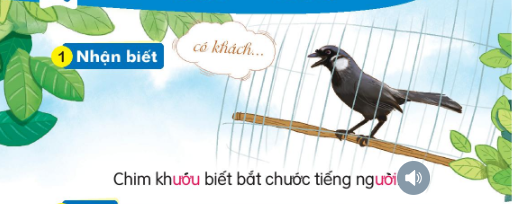 1 Nhận biết
có khách...
Chim khướu biết bắt chước tiếng người